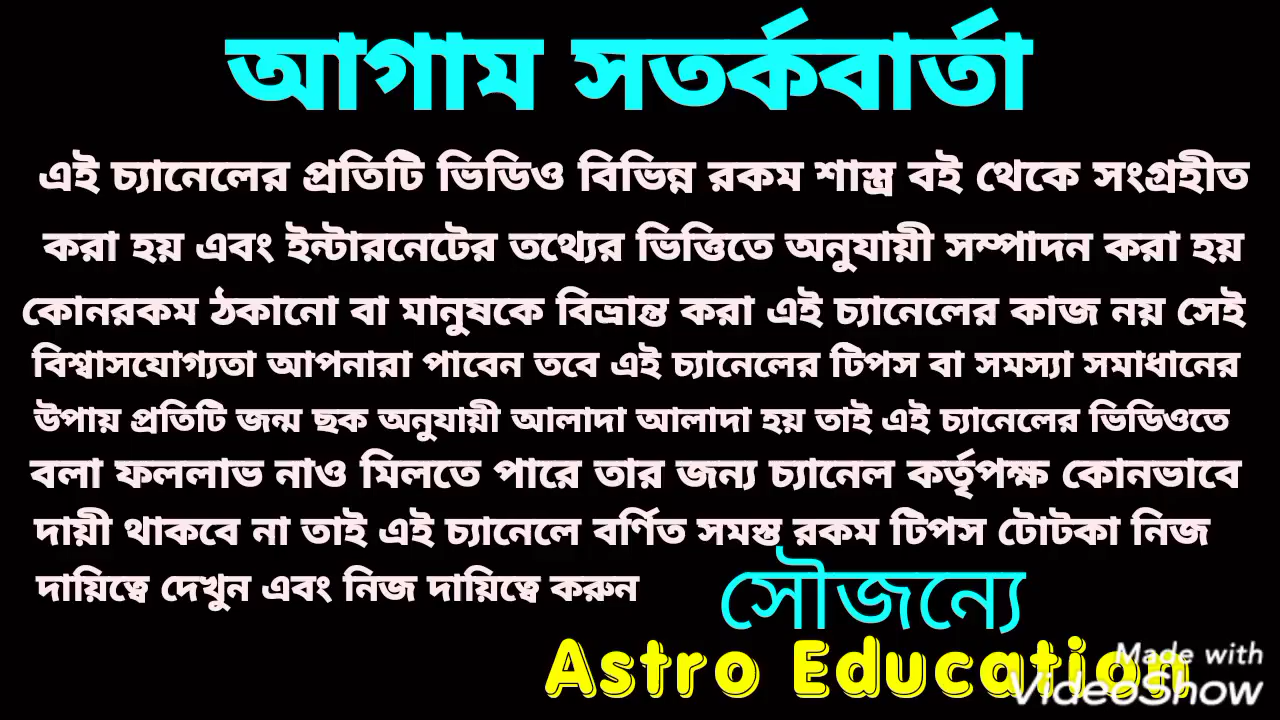 আগাম সতর্কবার্তা
এই চ্যানেলের প্রতিটি ভিডিও বিভিন্ন রকম শাস্ত্র বই থেকে সংগ্রহীত
করা হয় এবং ইন্টারনেটের তথ্যের ভিত্তিতে অনুযায়ী সম্পাদন করা হয়
কোনরকম ঠকানো বা মানুষকে বিভ্রান্ত করা এই চ্যানেলের কাজ নয় সেই
বিশ্বাসযোগ্যতা আপনারা পাবেন তবে এই চ্যানেলের টিপস বা সমস্যা সমাধানের
উপায় প্রতিটি জন্ম ছক অনুযায়ী আলাদা আলাদা হয় তাই এই চ্যানেলের ভিডিওতে
বলা ফললাভ নাও মিলতে পারে তার জন্য চ্যানেল কর্তৃপক্ষ কোনভাবে
দায়ী থাকবে না তাই এই চ্যানেলে বর্ণিত সমস্ত রকম টিপস টোটকা নিজ
দায়িত্বে দেখুন এবং নিজ দায়িত্বে করুন
সৌজন্যে
Astro Education
Made with
VideoShow